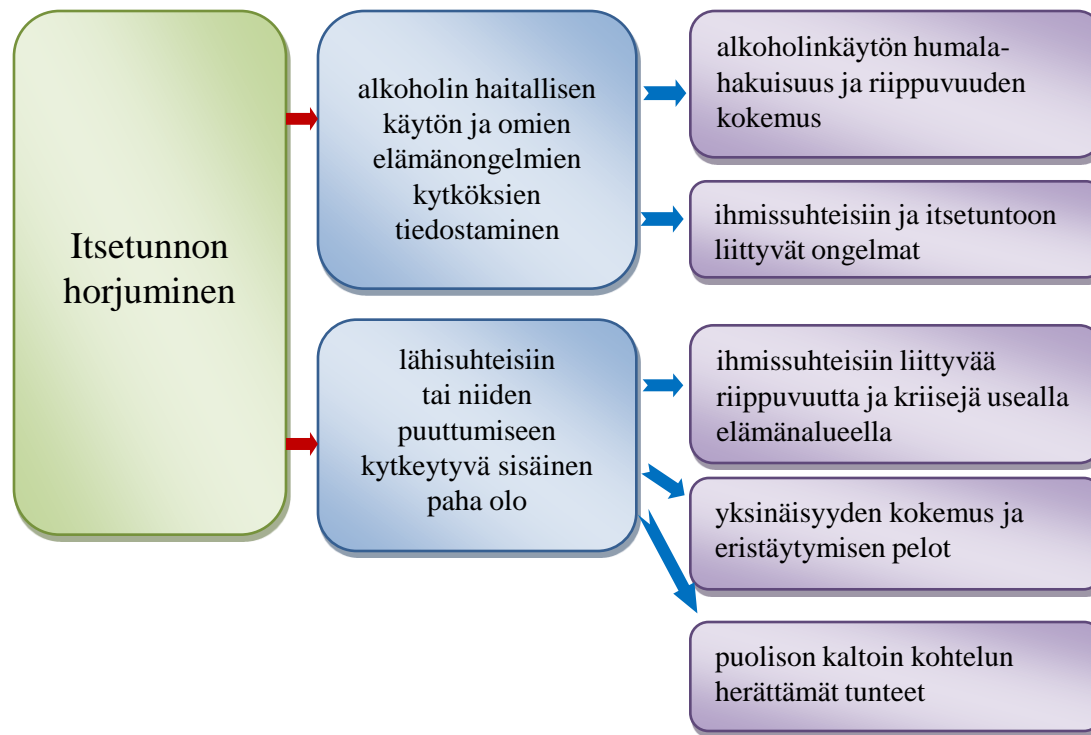 Itsetunnon
horjuminen
alkoholin haitallisen
käytön ja omien
elämänongelmien
kytköksien
tiedostaminen
alkoholinkäytön humala-
hakuisuus ja riippuvuuden
kokemus
ihmissuhteisiin ja itsetuntoon
liittyvät ongelmat
lähisuhteisiin
tai niiden
puuttumiseen
kytkeytyvä sisäinen
paha olo
ihmissuhteisiin liittyvää
riippuvuutta ja kriisejä usealla
elämänalueella
yksinäisyyden kokemus ja
eristäytymisen pelot
puolison kaltoin kohtelun
herättämät tunteet